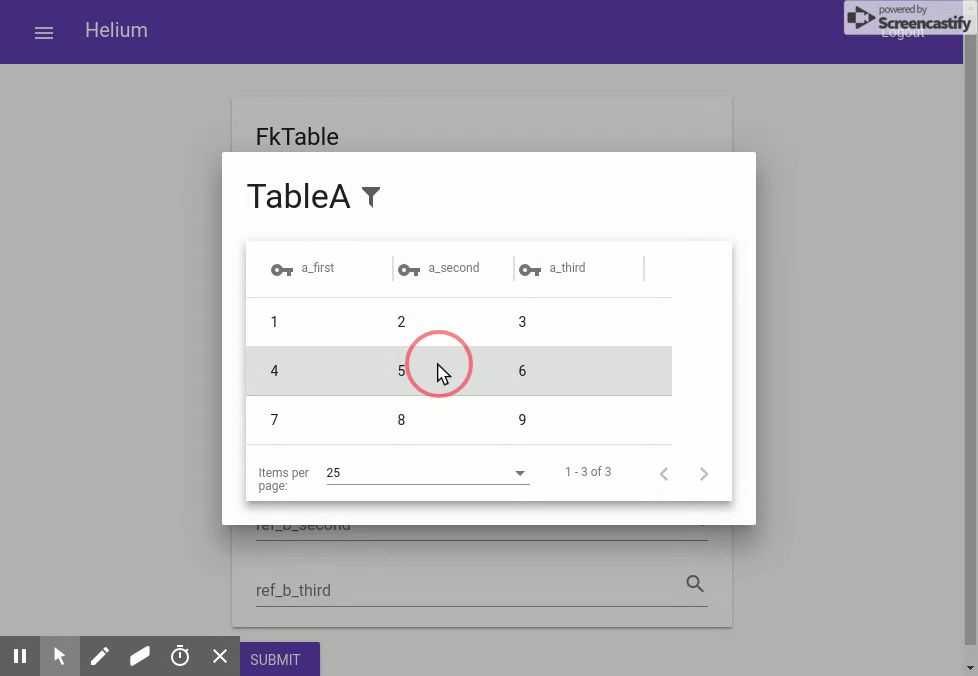 Helium
powered by
Screencastify
Logout
FkTable
TableA
a_first a_second a_third
1 2 3
4 5 6
7 8 9
Items per
page:
25
1 - 3 of 3
ref_b_second
ref_b_third
SUBMIT